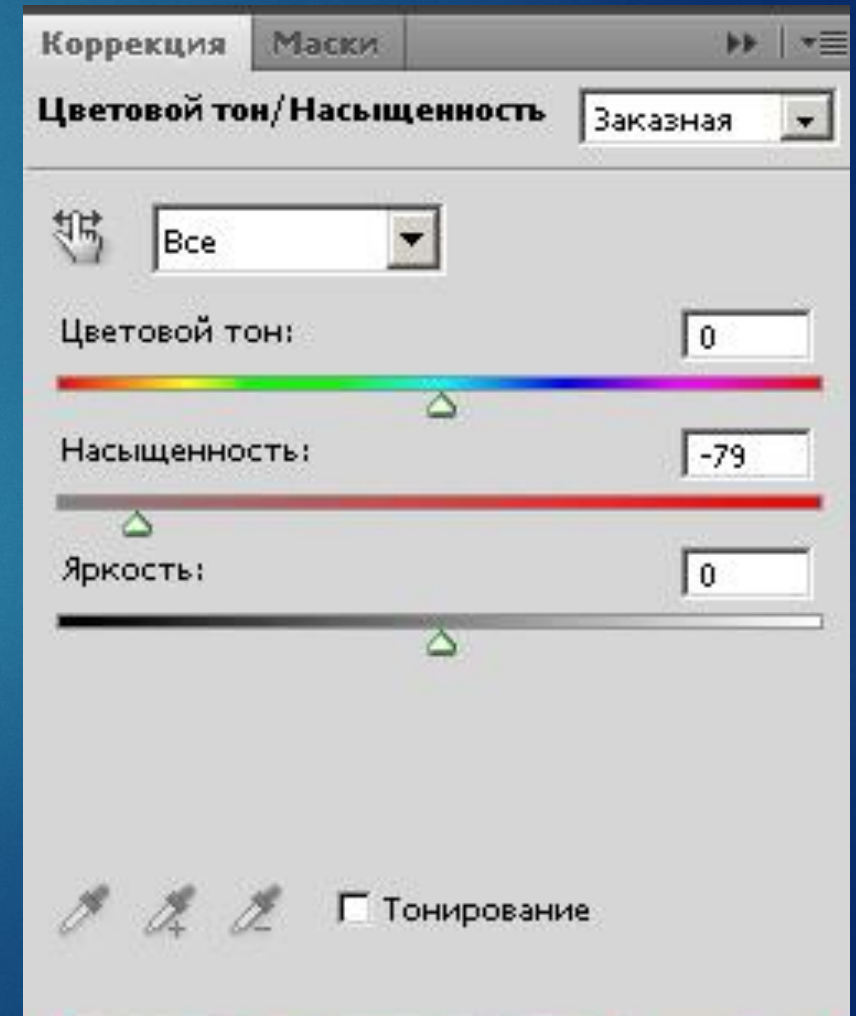 Коррекция Маски
Цветовой тон/Насыщенность Заказная
Все
Цветовой тон: 0
Насыщенность: -79
Яркость: 0
Тонирование